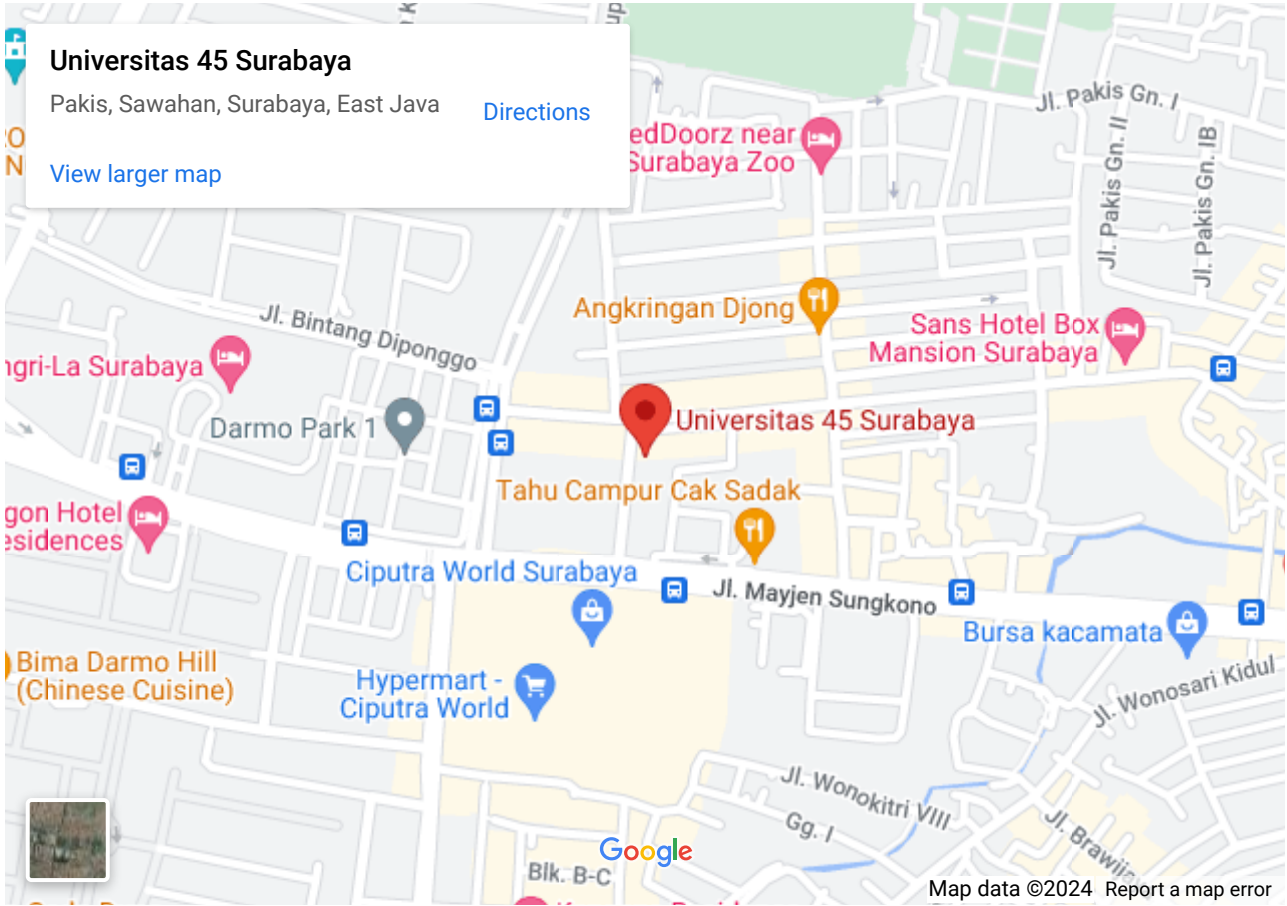 Universitas 45 Surabaya
Pakis, Sawahan, Surabaya, East Java
Directions
View larger map
edDoorz near
Surabaya Zoo
Jl. Pakis Gn. I
Jl. Pakis Gn. II
Jl. Pakis Gn. IB
Angkringan Djong
Jl. Bintang Diponggo
Sans Hotel Box
Mansion Surabaya
ngri-La Surabaya
Darmo Park 1
Universitas 45 Surabaya
Tahu Campur Cak Sadak
gon Hotel
esidences
Ciputra World Surabaya
Jl. Mayjen Sungkono
Bursa kacamata
Bima Darmo Hill
(Chinese Cuisine)
Hypermart -
Ciputra World
Jl. Wonosari Kidul
Jl. Wonokitri VIII
Gg. I
Jl. Brawija
Google
Blk. B-C
Map data ©2024 Report a map error